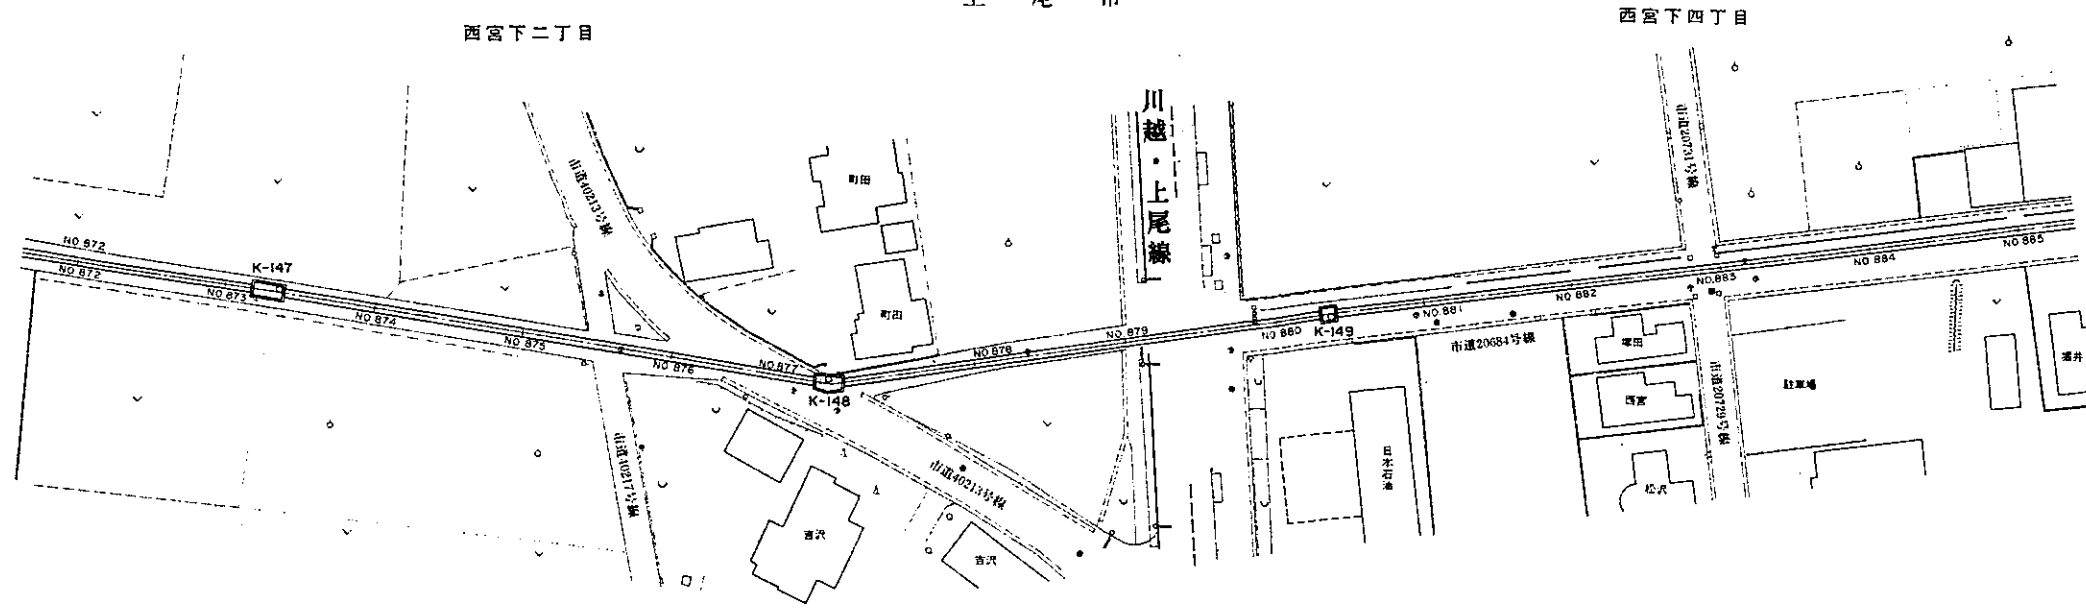 上尾市
西宮下二丁目
西宮下四丁目
川越・上尾線
市道40213号線
市道20731号線
町田
町田
NO 872
NO 872
K-147
NO 873
NO 874
NO 875
NO 876
NO 877
K-148
NO 878
NO 879
NO 880
K-149
NO 881
NO 882
NO 883
NO 884
NO 885
市道20684号線
塚田
西宮
松沢
市道20729号線
駐車場
日本石油
市道40217号線
市道40213号線
吉沢
吉沢